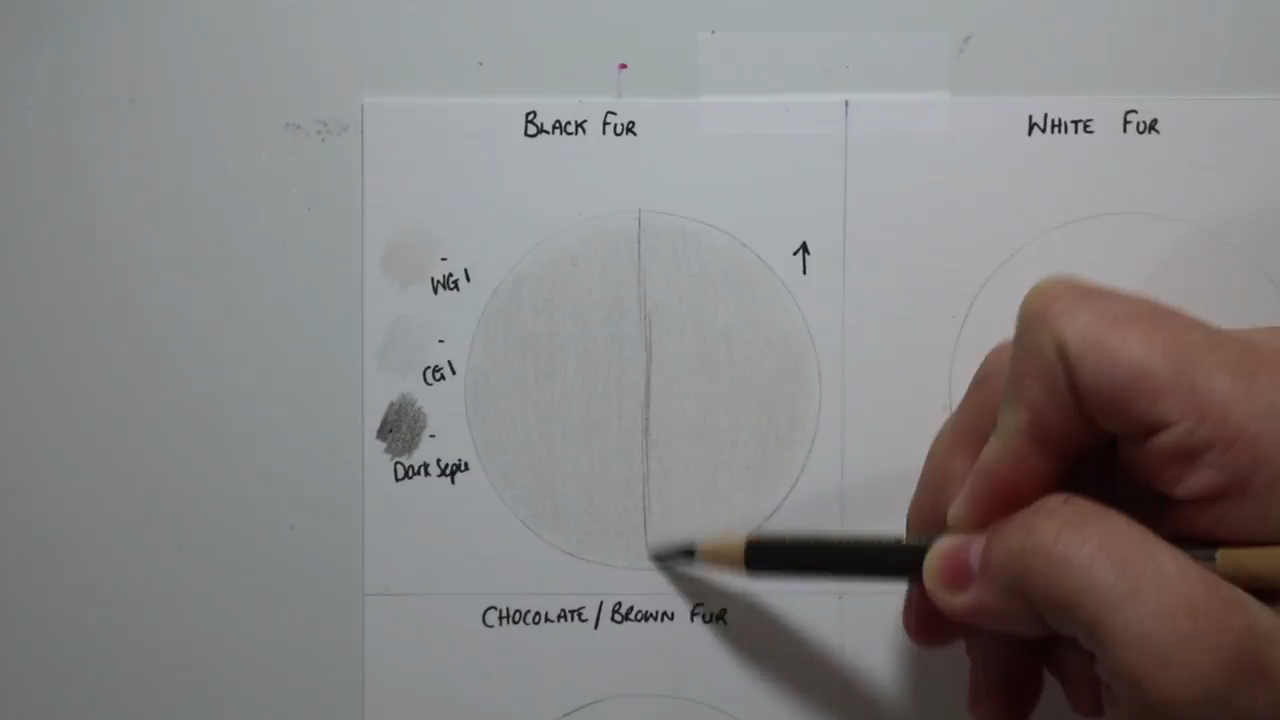 BLACK FUR
WHITE FUR
WG1
CG1
Dark Sepia
CHOCOLATE/BROWN FUR